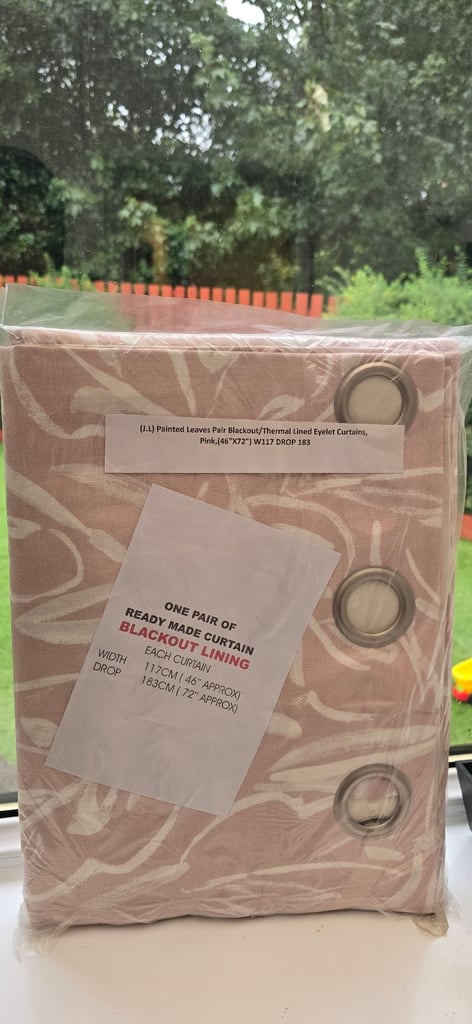 (J.L) Painted Leaves Pair Blackout/Thermal Lined Eyelet Curtains,
Pink,(46"X72") W117 DROP 183
ONE PAIR OF
READY MADE CURTAIN
BLACKOUT LINING
EACH CURTAIN
WIDTH 117CM ( 46" APPROX)
DROP 183CM ( 72" APPROX)